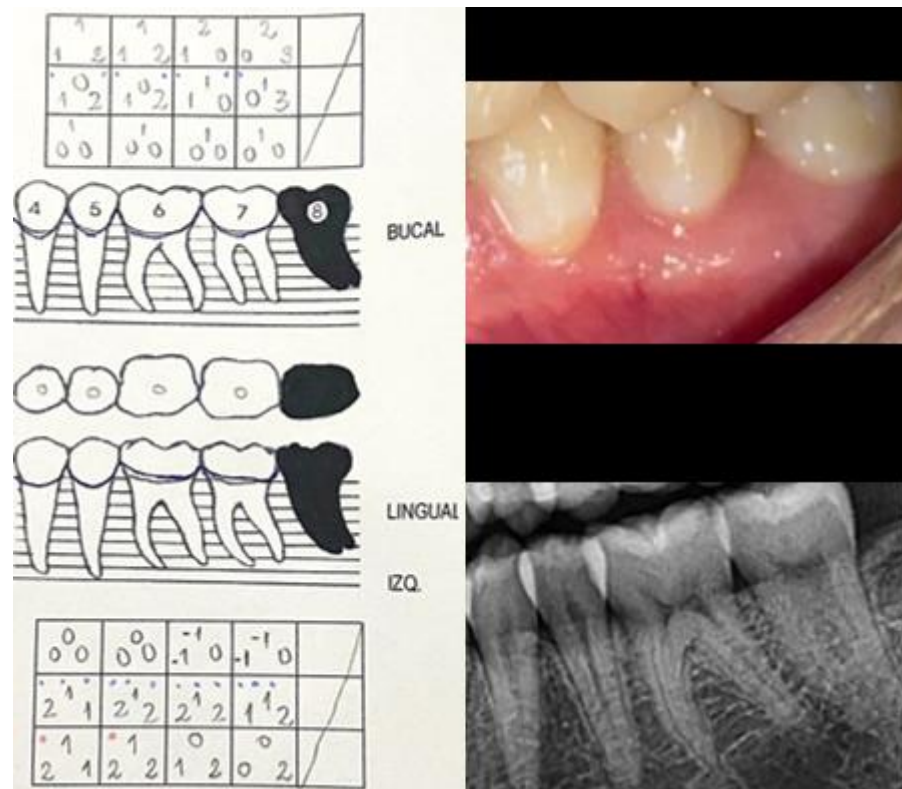 1 1 2 2
1 2 1 2 1 0 0 3
1 0 2 1 0 2 1 1 0 0 1 3
0 1 0 0 1 0 0 1 0 0 1 0
4 5 6 7 8
BUCAL
LINGUAL
IZQ.
0 0 0 0 0 0 -1 -1 0 -1 -1 0
2 1 1 2 1 2 2 1 2 1 1 2
1 1 0 0
2 1 2 2 1 2 0 2